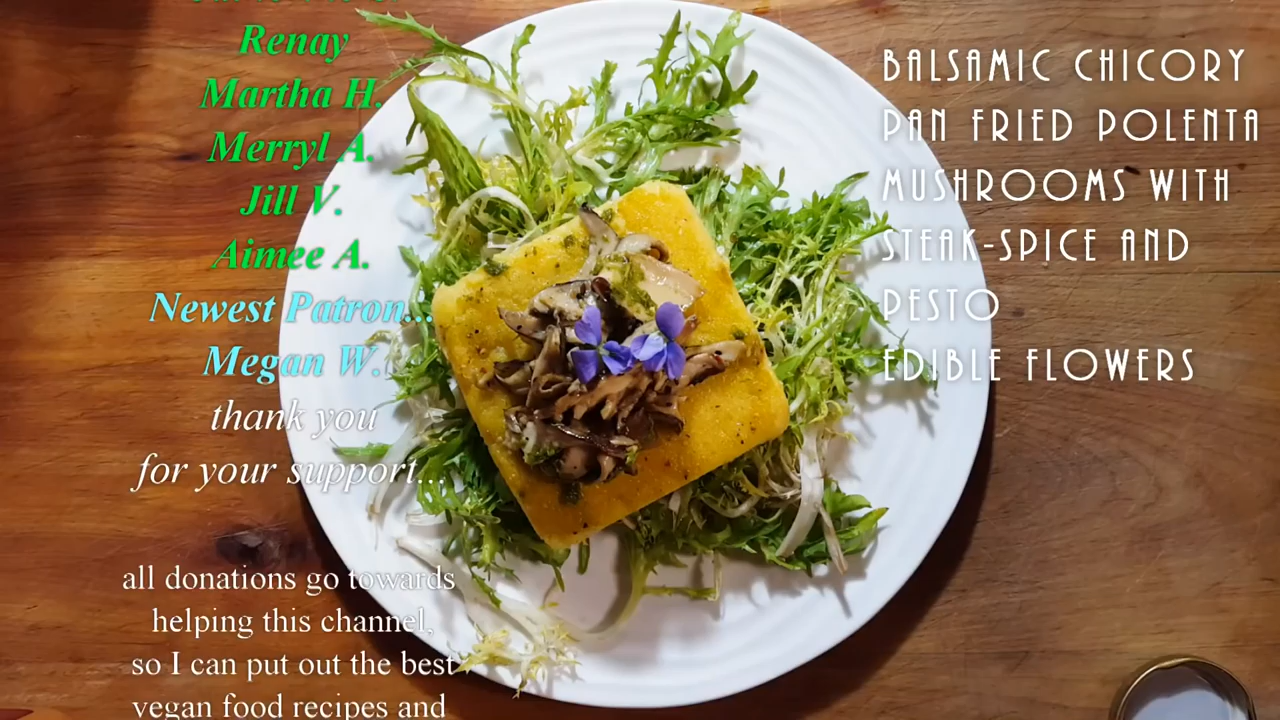 Renay
Martha H.
Merryl A.
Jill V.
Aimee A.
Newest Patron...
Megan W.
thank you
for your support...
all donations go towards
helping this channel,
so I can put out the best
vegan food recipes and
BALSAMIC CHICORY
PAN FRIED POLENTA
MUSHROOMS WITH
STEAK-SPICE AND
PESTO
EDIBLE FLOWERS